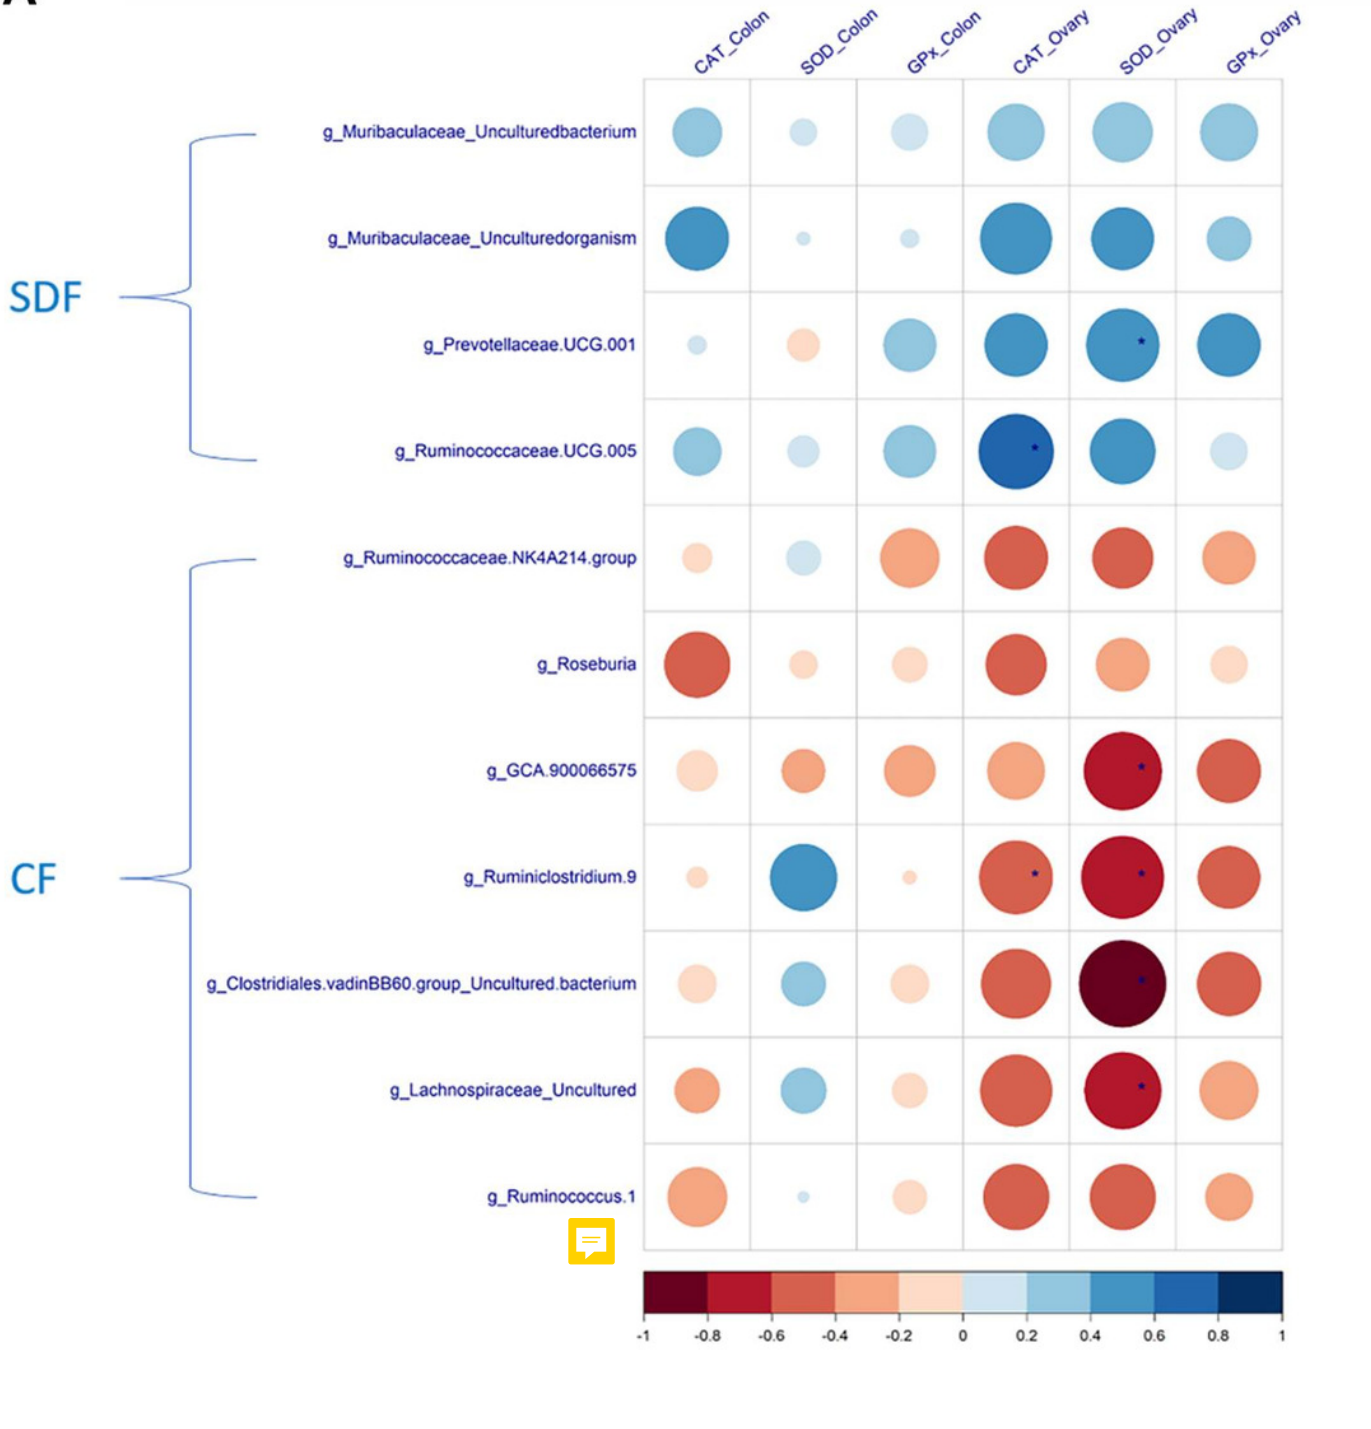 A
CAT_Colon
SOD_Colon
GPx_Colon
CAT_Ovary
SOD_Ovary
GPx_Ovary
g_Muribaculaceae_Unculturedbacterium
g_Muribaculaceae_Unculturedorganism
SDF
g_Prevotellaceae.UCG.001
*
g_Ruminococcaceae.UCG.005
*
g_Ruminococcaceae.NK4A214.group
g_Roseburia
g_GCA.900066575
*
CF
g_Ruminiclostridium.9
* *
g_Clostridiales.vadinBB60.group_Uncultured.bacterium
*
g_Lachnospiraceae_Uncultured
*
g_Ruminococcus.1
-1 -0.8 -0.6 -0.4 -0.2 0 0.2 0.4 0.6 0.8 1